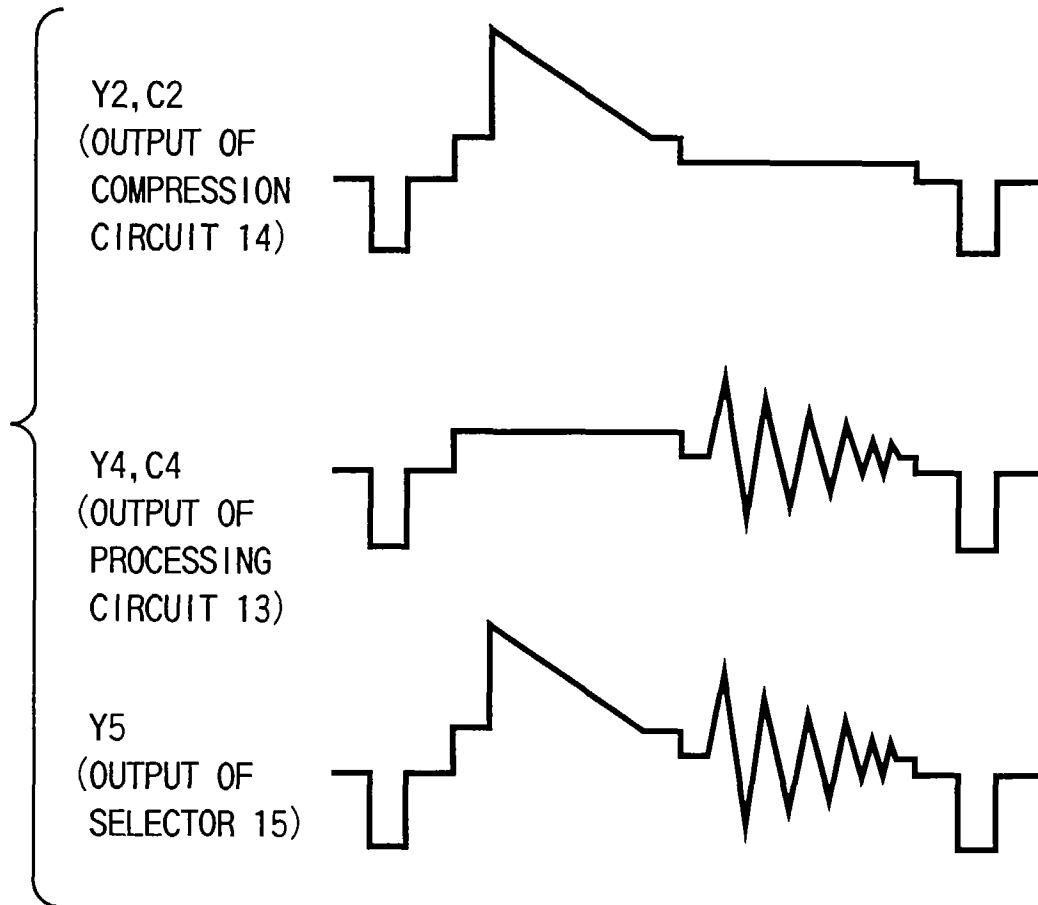 Y2,C2
(OUTPUT OF
COMPRESSION
CIRCUIT 14)
Y4,C4
(OUTPUT OF
PROCESSING
CIRCUIT 13)
Y5
(OUTPUT OF
SELECTOR 15)